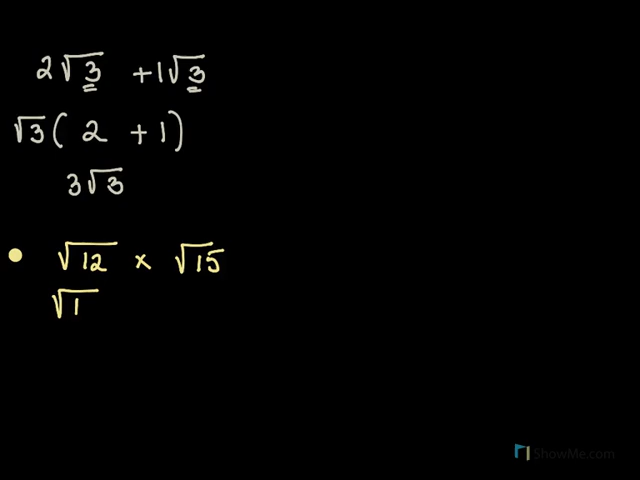 2√3 + 1√3
√3 ( 2 + 1)
3√3
• √12 × √15
√1
ShowMe.com